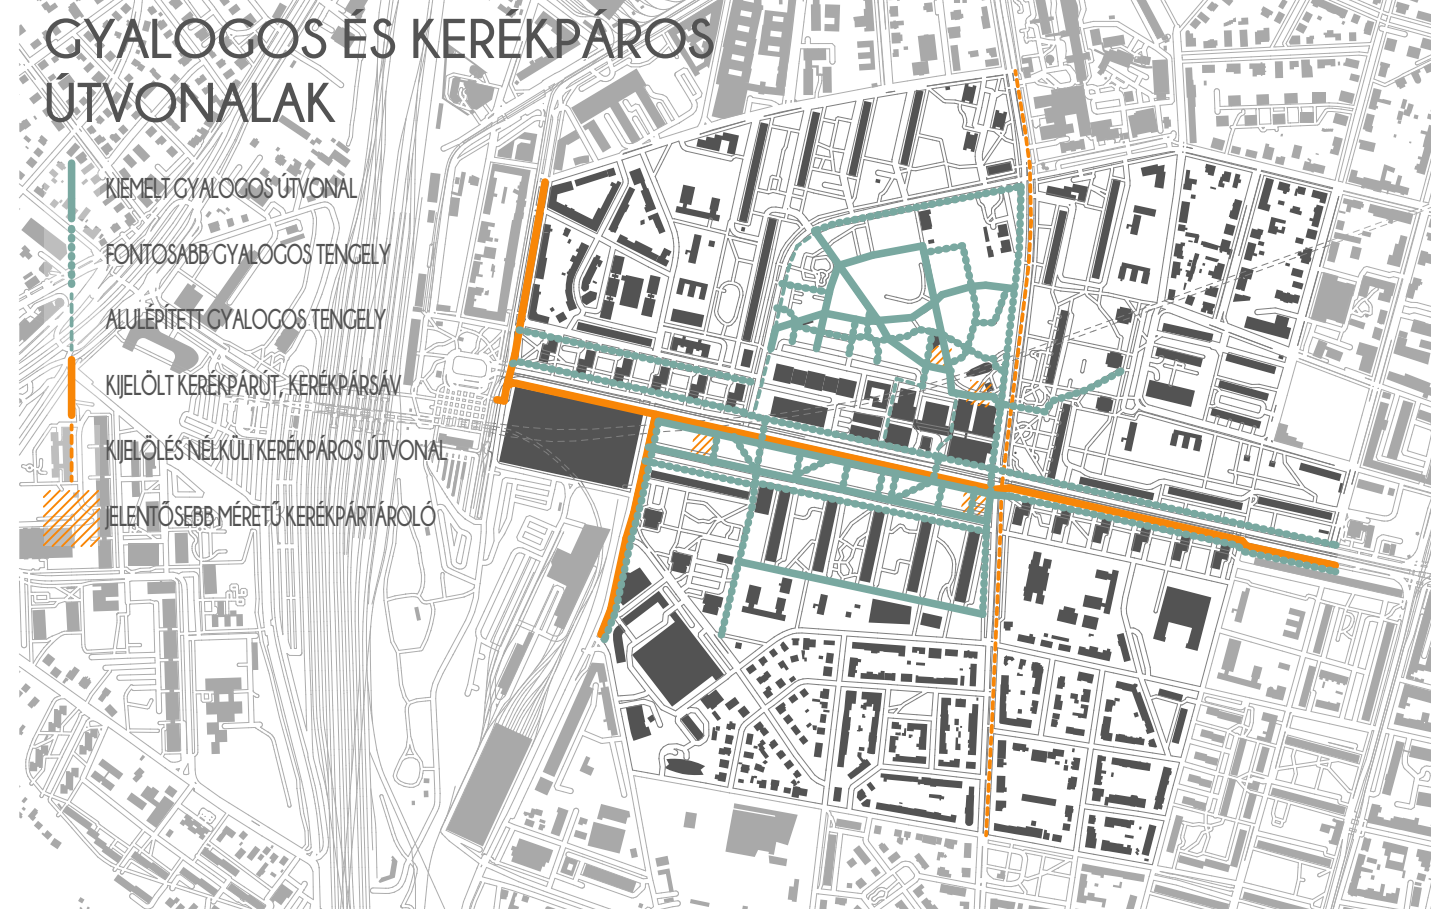 GYALOGOS ÉS KERÉKPÁROS
ÚTVONALAK
KIEMELT GYALOGOS ÚTVONAL
FONTOSABB GYALOGOS TENGELY
ALULÉPÍTETT GYALOGOS TENGELY
KIJELÖLT KERÉKPÁRÚT, KERÉKPÁRSÁV
KIJELÖLÉS NÉLKÜLI KERÉKPÁROS ÚTVONAL
JELENTŐSEBB MÉRETŰ KERÉKPÁRTÁROLÓ